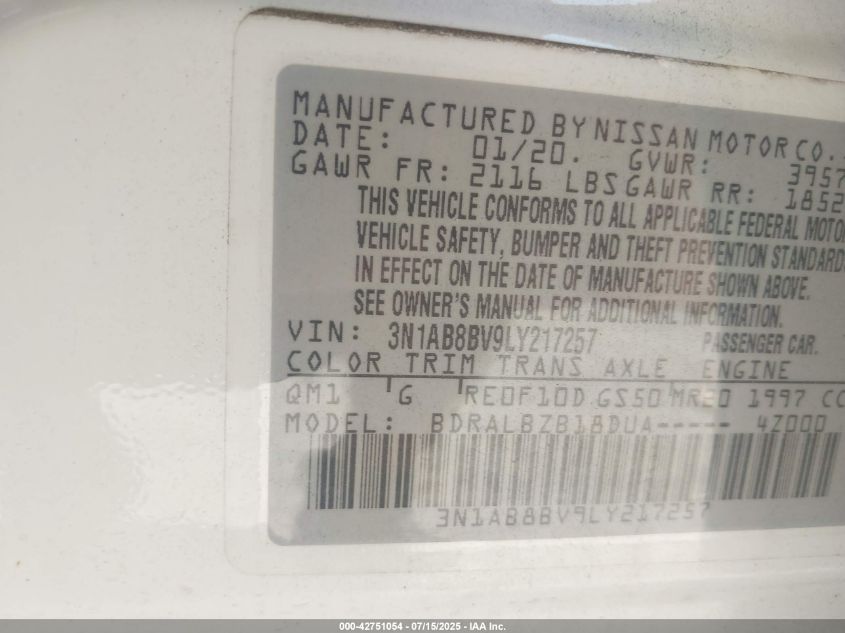 MANUFACTURED BY NISSAN MOTOR CO.,
DATE: 01/20. GVWR: 3957
GAWR FR: 2116 LBS GAWR RR: 1852
THIS VEHICLE CONFORMS TO ALL APPLICABLE FEDERAL MOTO
VEHICLE SAFETY, BUMPER AND THEFT PREVENTION STANDARDS
IN EFFECT ON THE DATE OF MANUFACTURE SHOWN ABOVE.
SEE OWNER'S MANUAL FOR ADDITIONAL INFORMATION.
VIN: 3N1AB8BV9LY217257 PASSENGER CAR.
COLOR TRIM TRANS AXLE ENGINE
QM1 G RE0F10D GS50 MR20 1997 CC
MODEL: BDRALBZB18DUA----- 4Z000
3N1AB8BV9LY217257
000-42751054 - 07/15/2025 - IAA Inc.